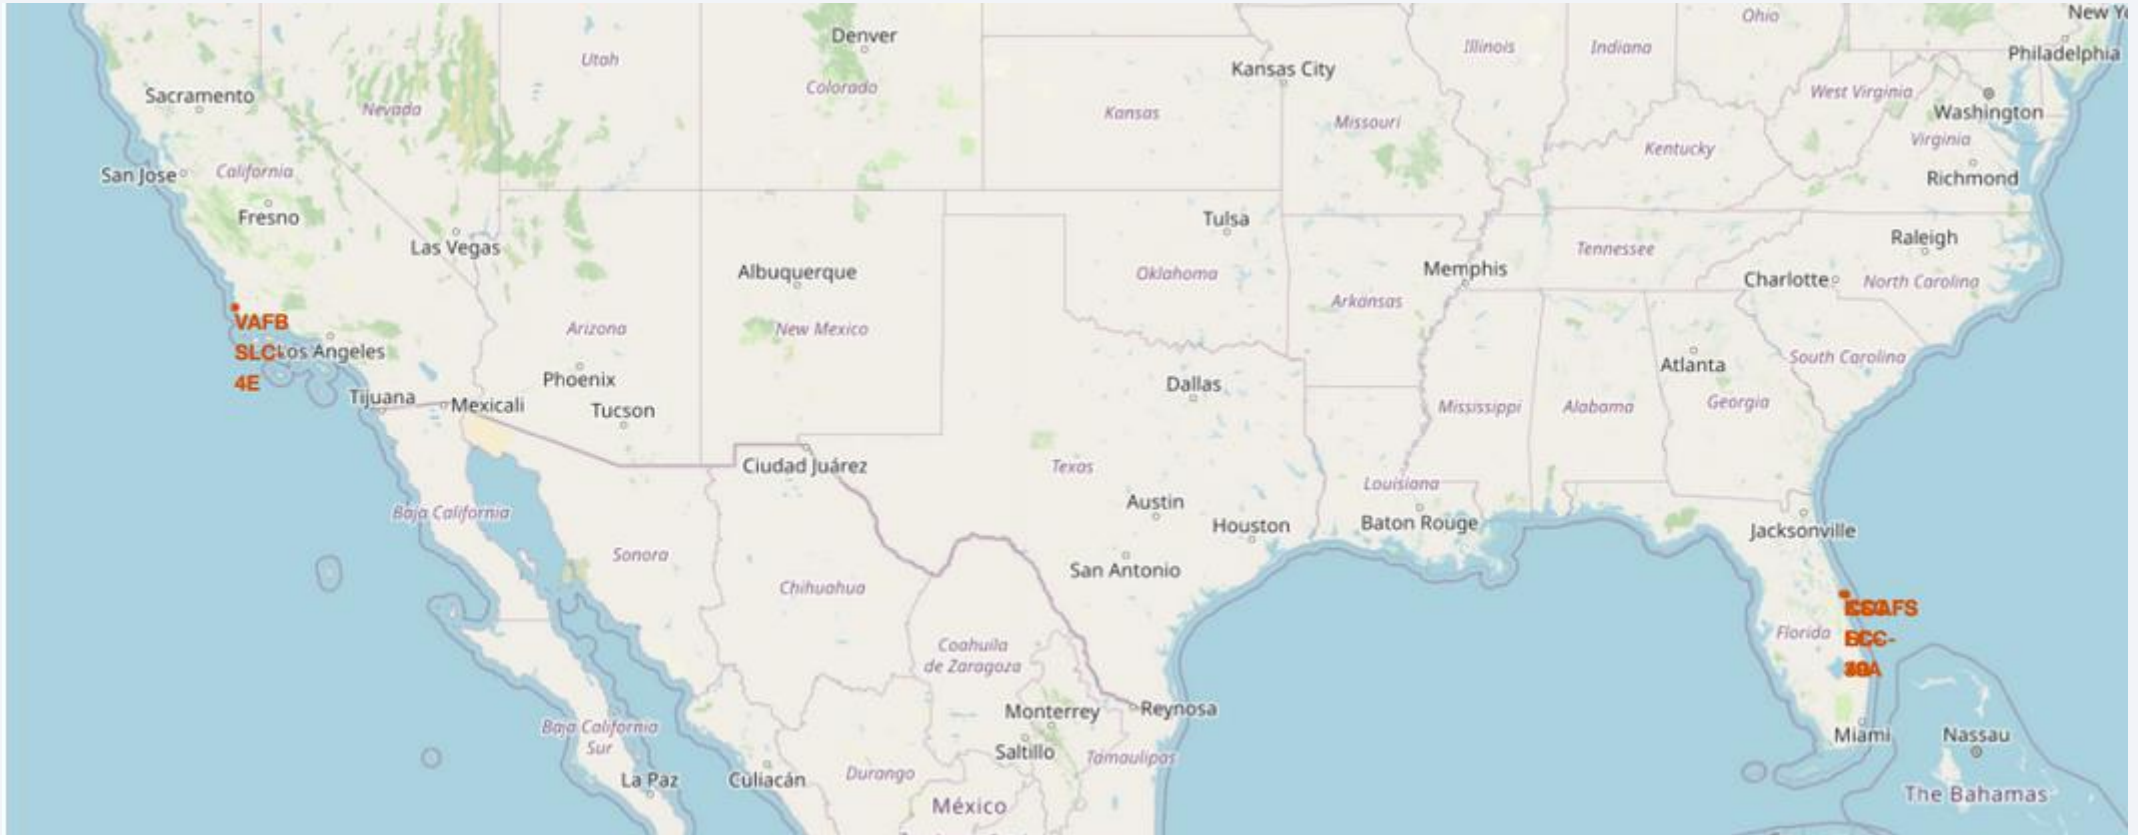 New Y
Ohio
Denver
Illinois
Indiana
Utah
Philadelphia
Kansas City
Colorado
Sacramento
West Virginia
Nevada
Kansas
Washington
Missouri
Virginia
Kentucky
San Jose
California
Richmond
Fresno
Tulsa
Las Vegas
Raleigh
Tennessee
Memphis
Albuquerque
Oklahoma
Charlotte
North Carolina
Arkansas
VAFB
Arizona
New Mexico
SLC-
Los Angeles
South Carolina
Atlanta
4E
Phoenix
Dallas
Tijuana
Mexicali
Tucson
Mississippi
Alabama
Georgia
Ciudad Juárez
Texas
Louisiana
Austin
Baja California
Houston
Baton Rouge
Jacksonville
Sonora
San Antonio
Chihuahua
Florida
Coahuila
de Zaragoza
Monterrey
Reynosa
Baja California
Sur
Saltillo
Tamaulipas
Miami
Nassau
La Paz
Culiacán
Durango
México
The Bahamas